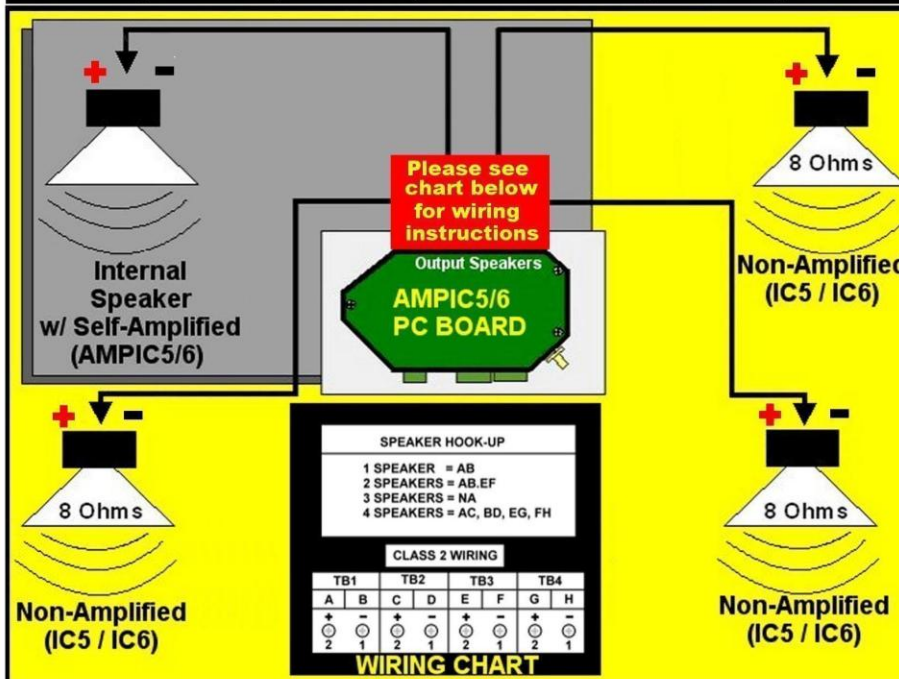 + -
+ -
8 Ohms
Please see
chart below
for wiring
instructions
Internal
Speaker
w/ Self-Amplified
(AMPIC5/6)
Output Speakers
AMPIC5/6
PC BOARD
Non-Amplified
(IC5 / IC6)
+ -
+ -
8 Ohms
8 Ohms
Non-Amplified
(IC5 / IC6)
Non-Amplified
(IC5 / IC6)
SPEAKER HOOK-UP
1 SPEAKER = AB
2 SPEAKERS = AB.EF
3 SPEAKERS = NA
4 SPEAKERS = AC, BD, EG, FH
CLASS 2 WIRING
TB1 TB2 TB3 TB4
A B C D E F G H
+ - + - + - + -
2 1 2 1 2 1 2 1
WIRING CHART